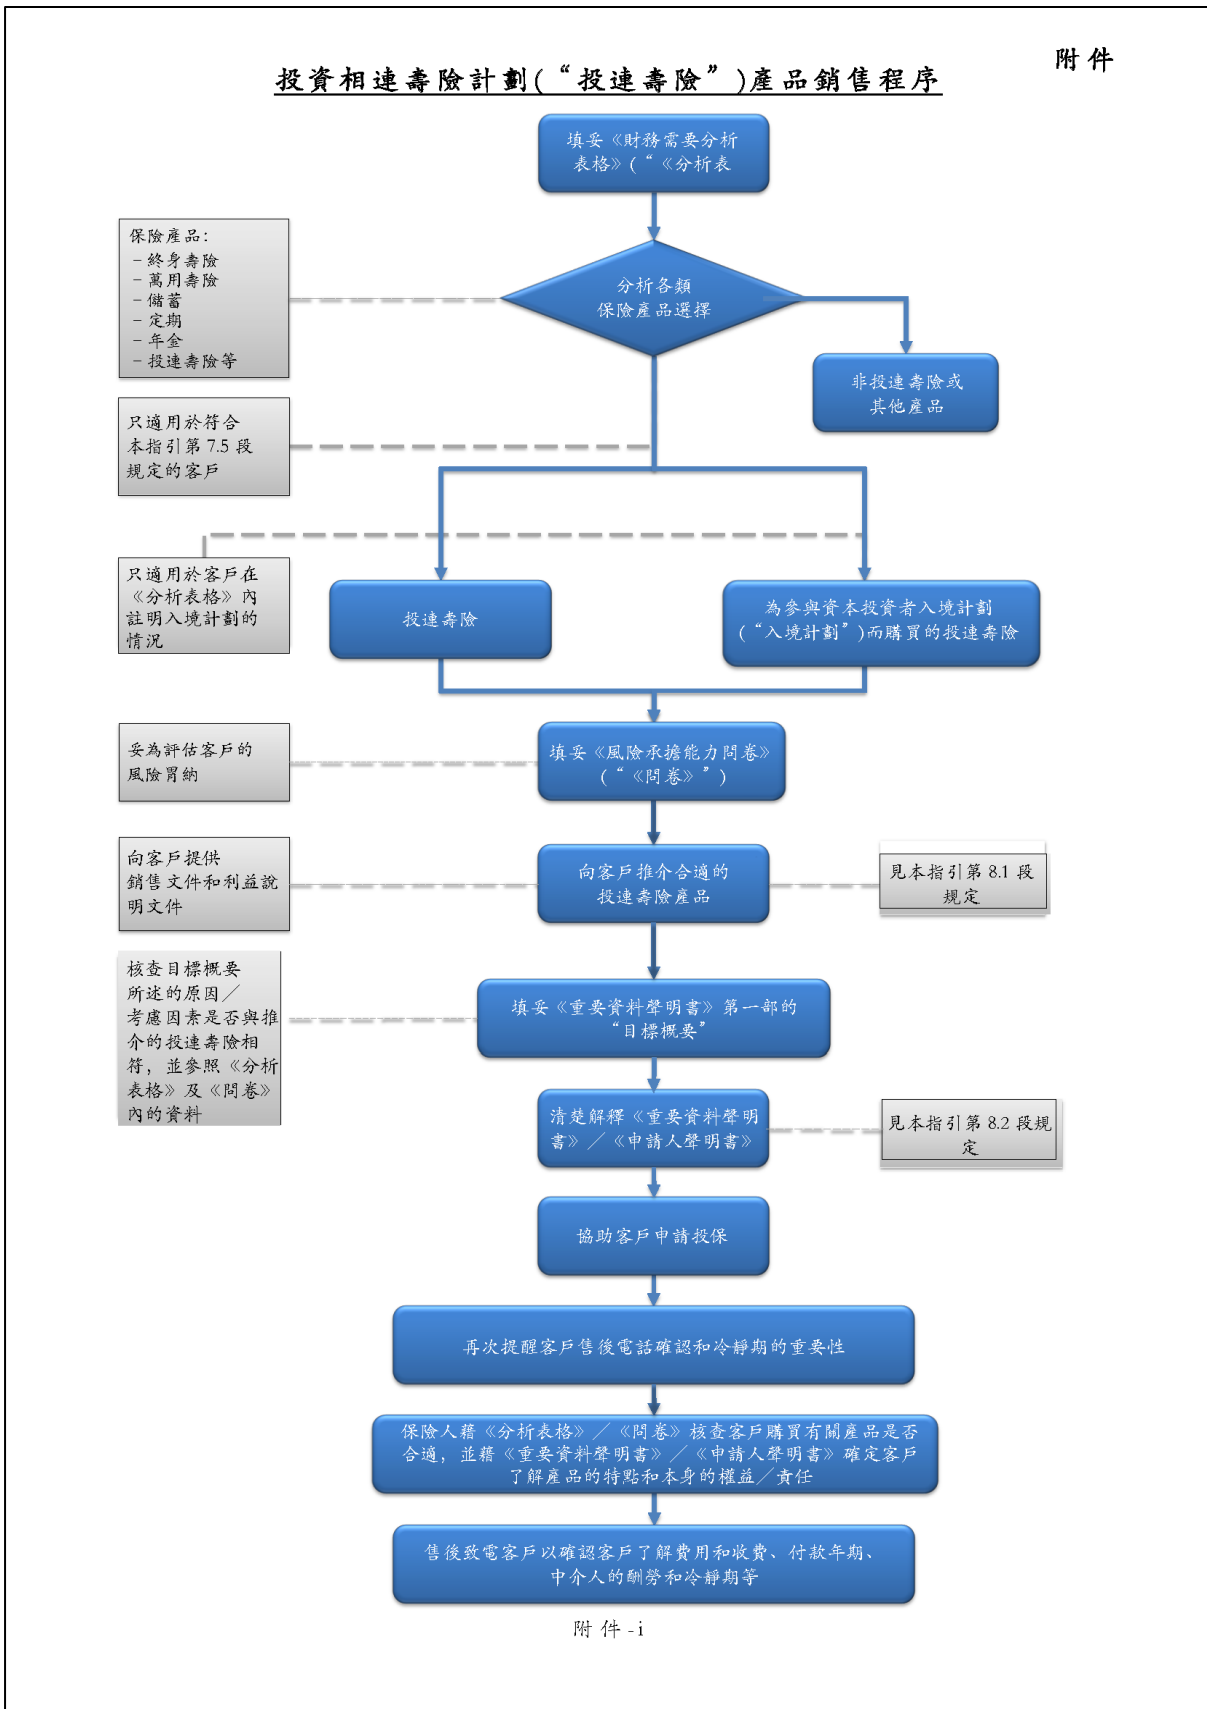 附件
投資相連壽險計劃(“投連壽險”)產品銷售程序
填妥《財務需要分析
表格》(“《分析表
保險產品:
－終身壽險
－萬用壽險
－儲蓄
－定期
－年金
－投連壽險等
分析各類
保險產品選擇
非投連壽險或
其他產品
只適用於符合
本指引第 7.5 段
規定的客戶
只適用於客戶在
《分析表格》內
註明入境計劃的
情況
投連壽險
為參與資本投資者入境計劃
(“入境計劃”)而購買的投連壽險
妥為評估客戶的
風險胃納
填妥《風險承擔能力問卷》
(“《問卷》”)
向客戶提供
銷售文件和利益說
明文件
向客戶推介合適的
投連壽險產品
見本指引第 8.1 段
規定
核查目標概要
所述的原因／
考慮因素是否與推
介的投連壽險相
符，並參照《分析
表格》及《問卷》
內的資料
填妥《重要資料聲明書》第一部的
“目標概要”
清楚解釋《重要資料聲明
書》／《申請人聲明書》
見本指引第 8.2 段規
定
協助客戶申請投保
再次提醒客戶售後電話確認和冷靜期的重要性
保險人藉《分析表格》／《問卷》核查客戶購買有關產品是否
合適，並藉《重要資料聲明書》／《申請人聲明書》確定客戶
了解產品的特點和本身的權益／責任
售後致電客戶以確認客戶了解費用和收費、付款年期、
中介人的酬勞和冷靜期等
附件-i